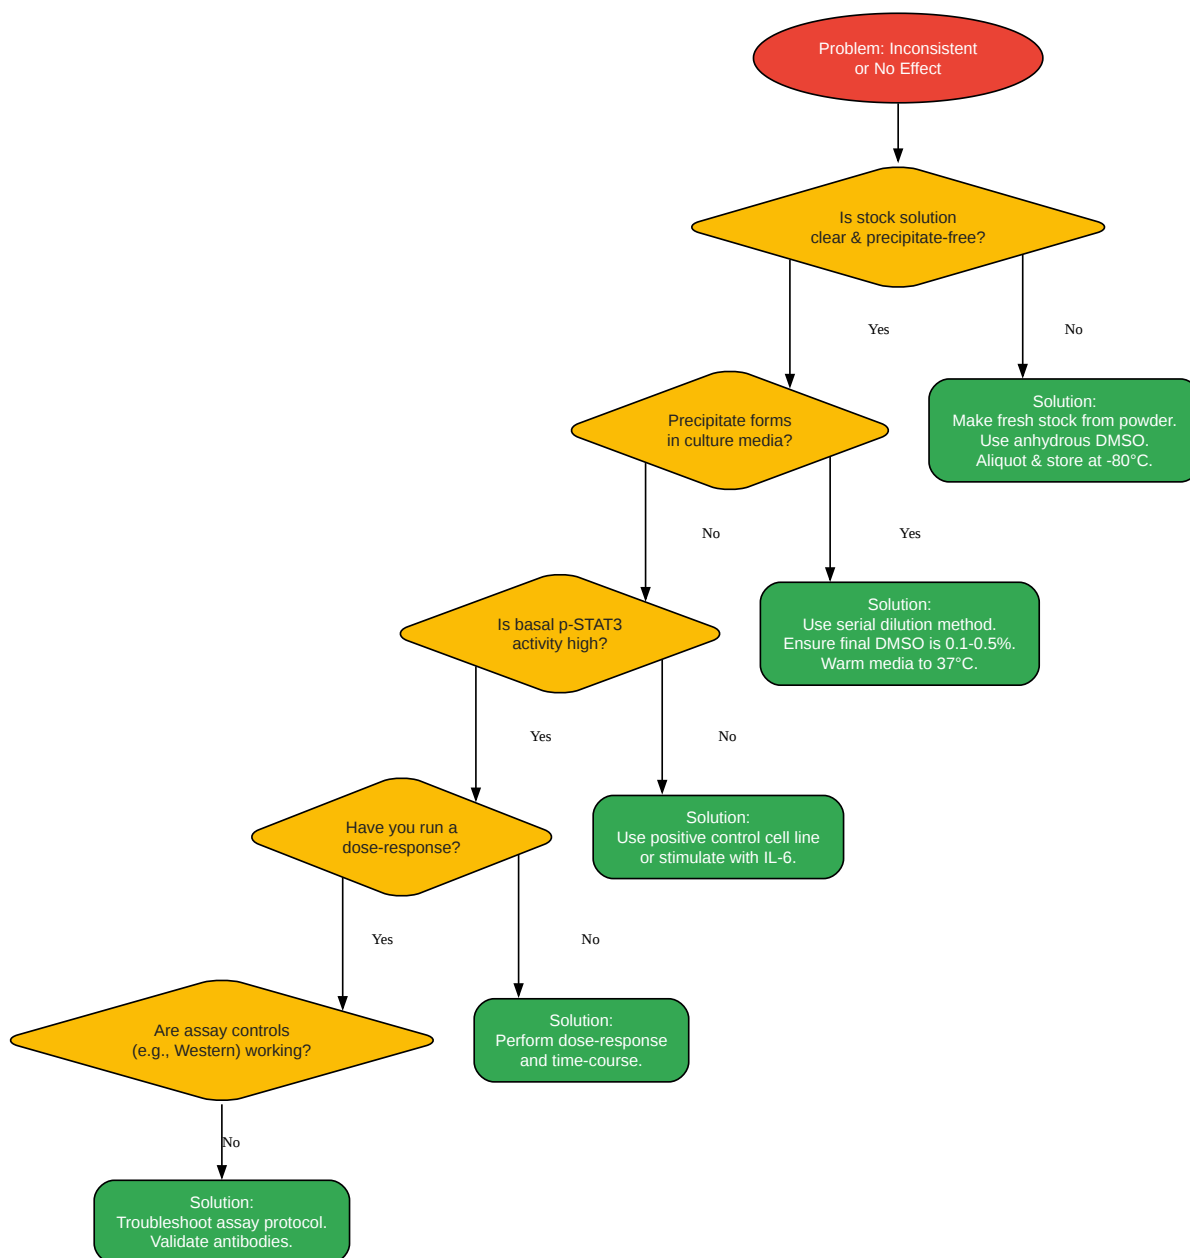 Problem: Inconsistent
or No Effect
Is stock solution
clear & precipitate-free?
Yes
No
Precipitate forms
in culture media?
Solution:
Make fresh stock from powder.
Use anhydrous DMSO.
Aliquot & store at -80°C.
No
Yes
Is basal p-STAT3
activity high?
Solution:
Use serial dilution method.
Ensure final DMSO is 0.1-0.5%.
Warm media to 37°C.
Yes
No
Have you run a
dose-response?
Solution:
Use positive control cell line
or stimulate with IL-6.
Yes
No
Are assay controls
(e.g., Western) working?
Solution:
Perform dose-response
and time-course.
No
Solution:
Troubleshoot assay protocol.
Validate antibodies.